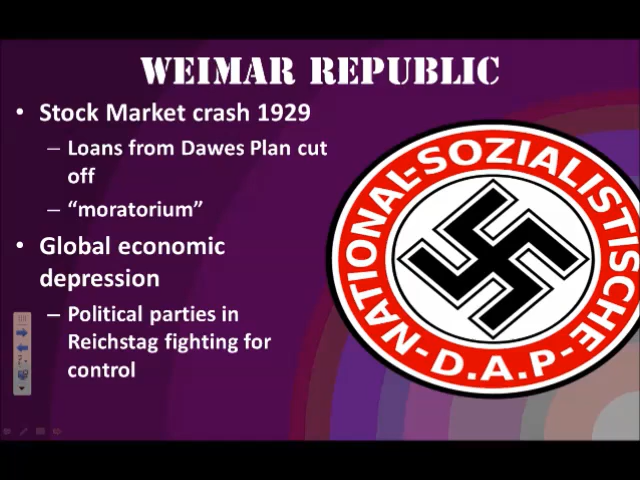 WEIMAR REPUBLIC
• Stock Market crash 1929
– Loans from Dawes Plan cut
off
– “moratorium”
• Global economic
depression
– Political parties in
Reichstag fighting for
control
NATIONAL-SOZIALISTISCHE
-D.A.P-